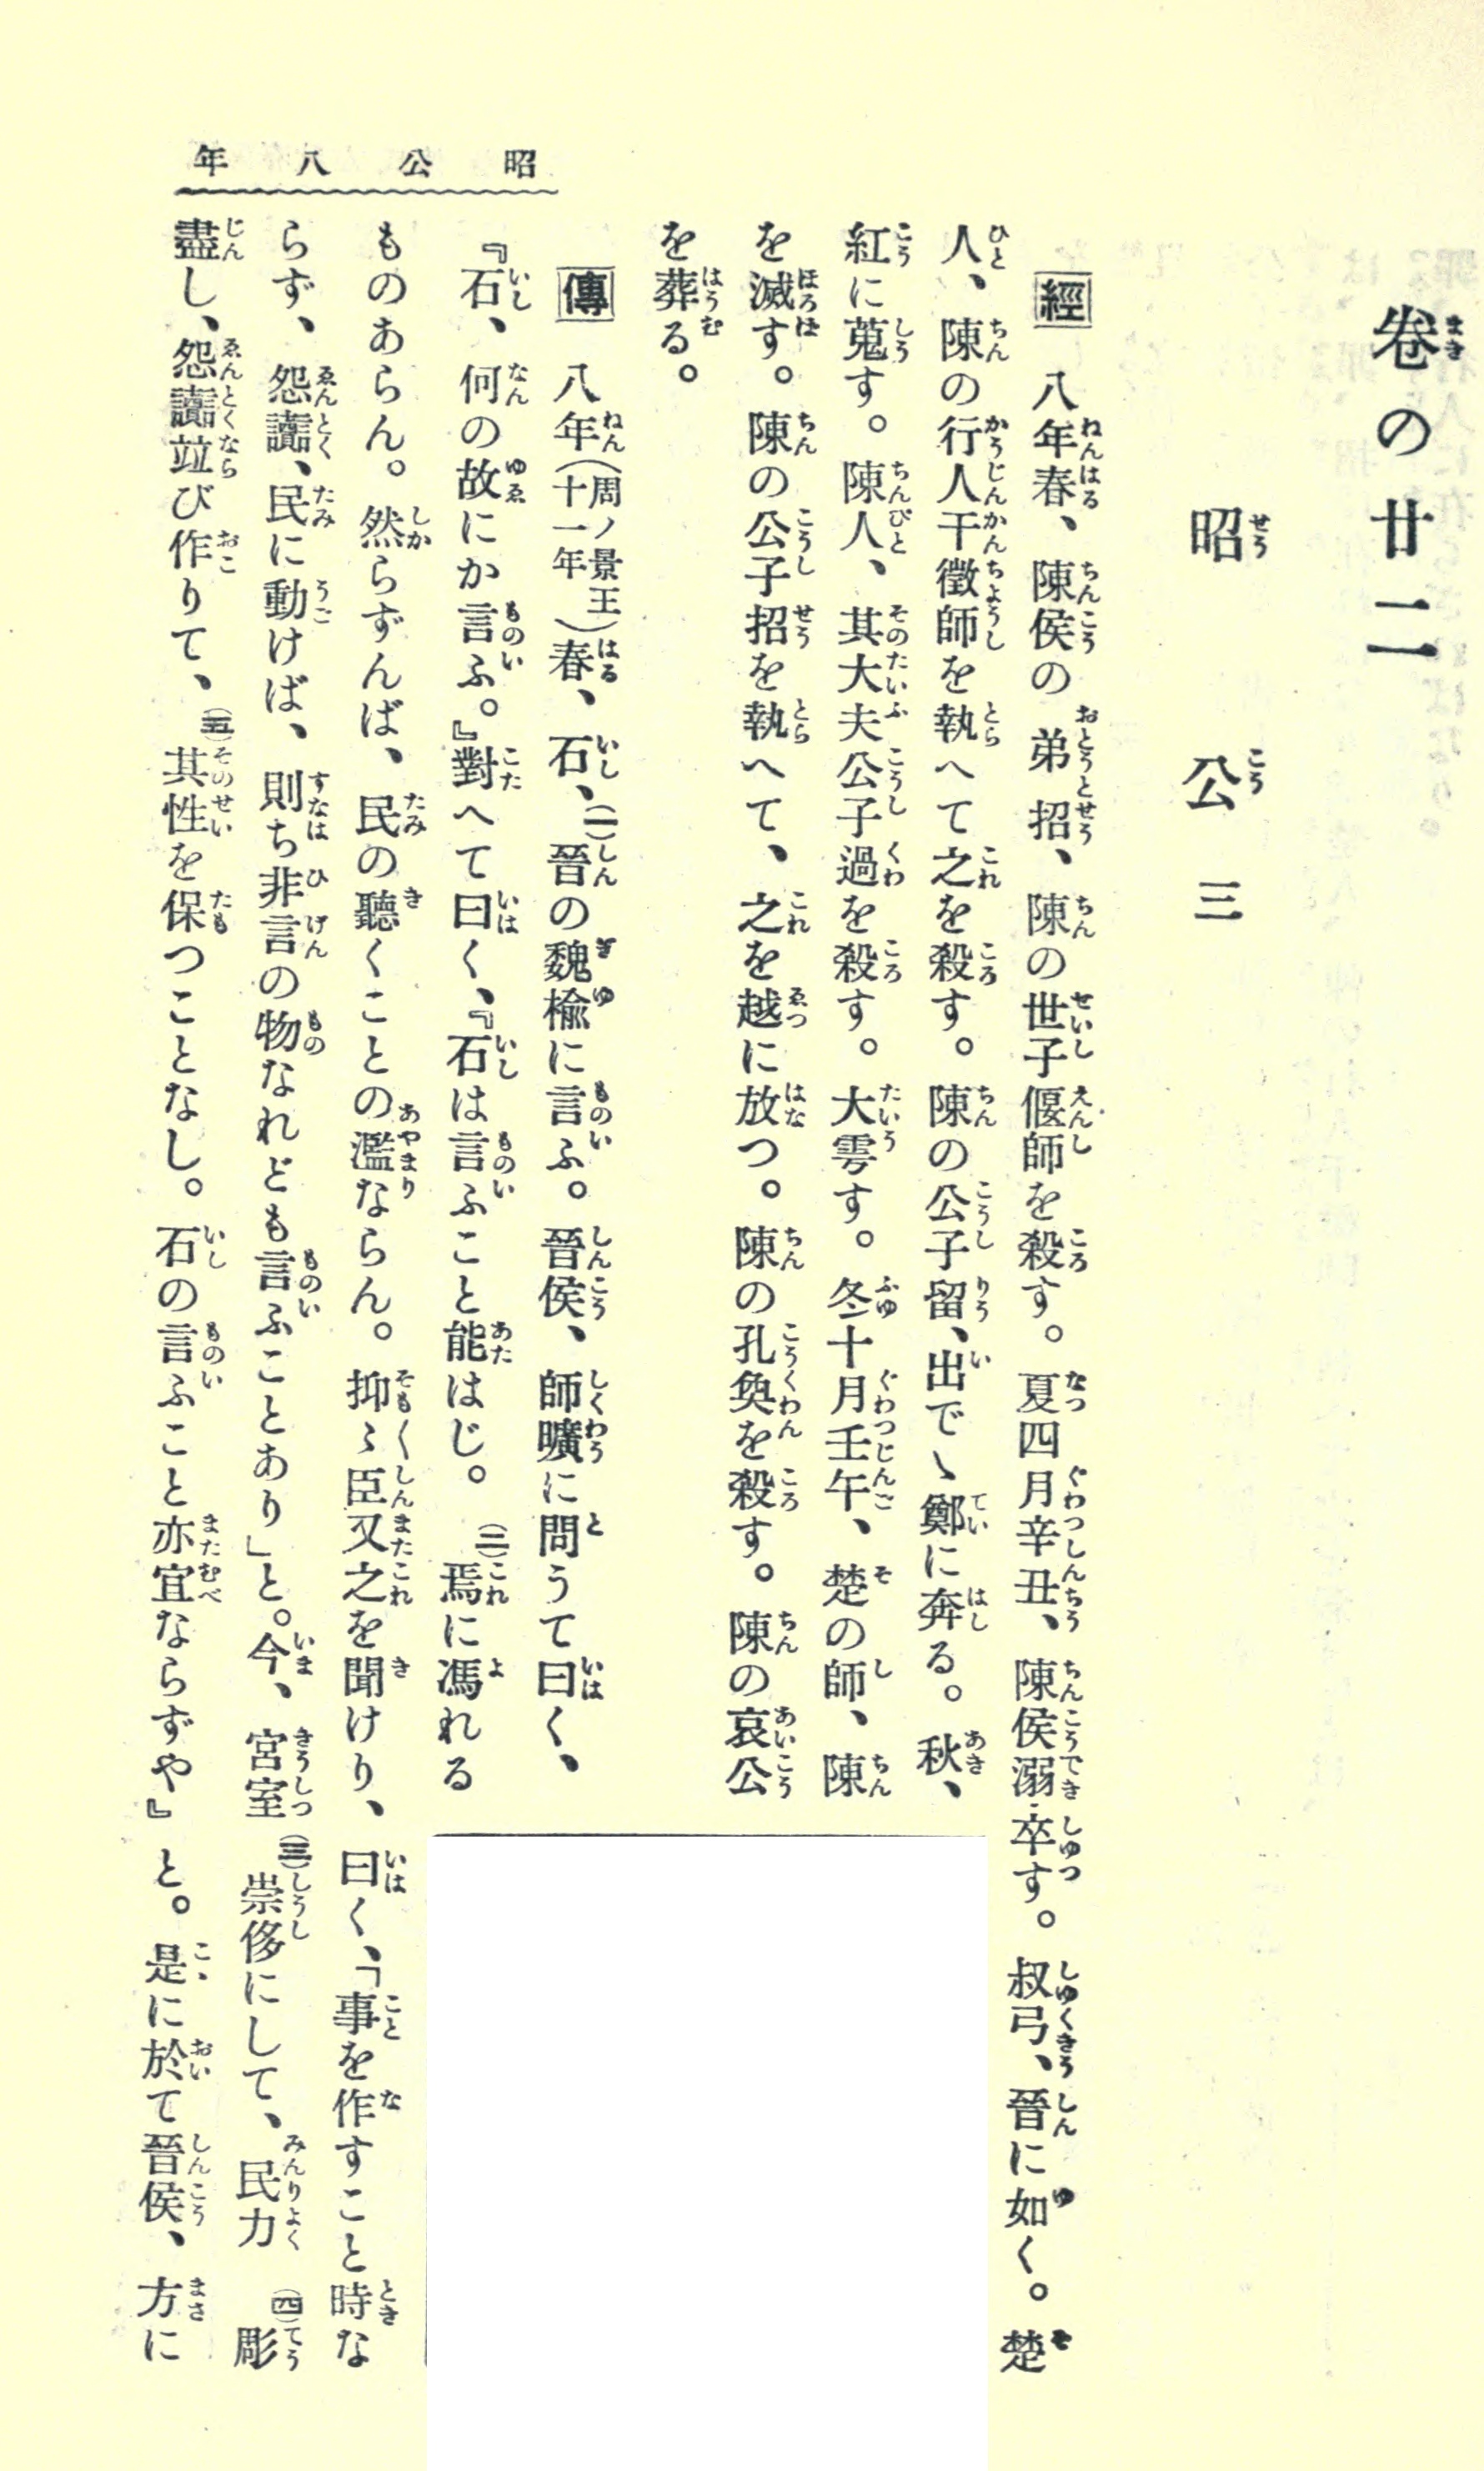 卷の廿二
昭公三
經　八年春、陳侯の弟招、陳の世子偃師を殺す。夏四月辛丑、陳侯溺卒す。叔弓、晉に如く。楚
人、陳の行人干徵師を執へて之を殺す。陳の公子留、出でゝ鄭に奔る。秋、
紅に蒐す。陳人、其大夫公子過を殺す。大雩す。冬十月壬午、楚の師、陳
を滅す。陳の公子招を執へて、之を越に放つ。陳の孔奐を殺す。陳の哀公
を葬る。
昭公八年
傳　八年(周ノ景王十一年)春、石、(一)晉の魏楡に言ふ。晉侯、師曠に問うて曰く、
『石、何の故にか言ふ。』對へて曰く、『石は言ふこと能はじ。(二)焉に馮れる
ものあらん。然らずんば、民の聽くことの濫ならん。抑〻臣又之を聞けり、曰く、「事を作すこと時な
らず、怨讟、民に動けば、則ち非言の物なれども言ふことあり」と。今、宮室(三)崇侈にして、民力(四)彫
盡し、怨讟竝び作りて、(五)其性を保つことなし。石の言ふこと亦宜ならずや』と。是に於て晉侯、方に